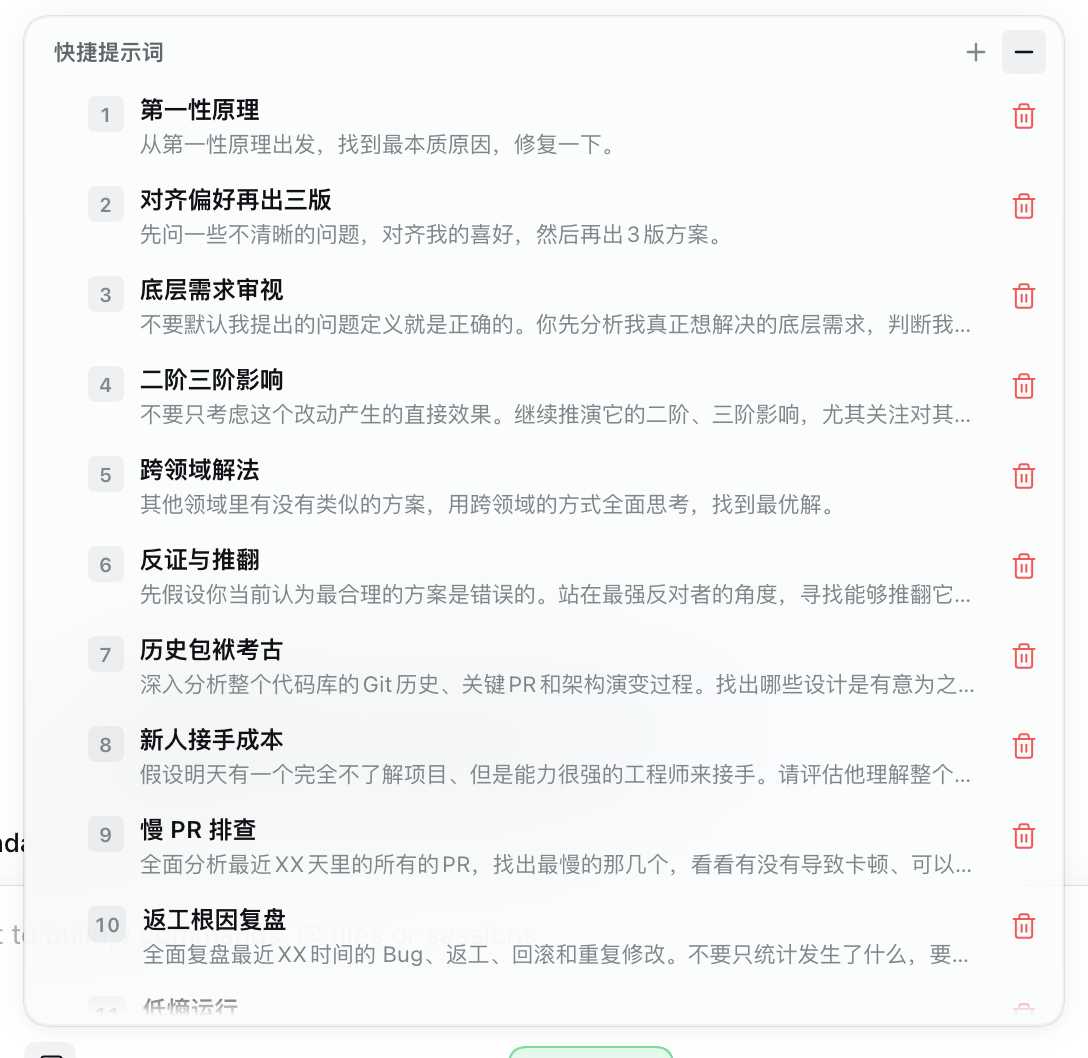 快捷提示词
1 第一性原理
从第一性原理出发，找到最本质原因，修复一下。
2 对齐偏好再出三版
先问一些不清晰的问题，对齐我的喜好，然后再出3版方案。
3 底层需求审视
不要默认我提出的问题定义就是正确的。你先分析我真正想解决的底层需求，判断我...
4 二阶三阶影响
不要只考虑这个改动产生的直接效果。继续推演它的二阶、三阶影响，尤其关注对其...
5 跨领域解法
其他领域里有没有类似的方案，用跨领域的方式全面思考，找到最优解。
6 反证与推翻
先假设你当前认为最合理的方案是错误的。站在最强反对者的角度，寻找能够推翻它...
7 历史包袱考古
深入分析整个代码库的Git历史、关键PR和架构演变过程。找出哪些设计是有意为之...
8 新人接手成本
假设明天有一个完全不了解项目、但是能力很强的工程师来接手。请评估他理解整个...
9 慢 PR 排查
全面分析最近XX天里的所有的PR，找出最慢的那几个，看看有没有导致卡顿、可以...
10 返工根因复盘
@ files or sessions
全面复盘最近XX时间的 Bug、返工、回滚和重复修改。不要只统计发生了什么，要...
11 低熵运行